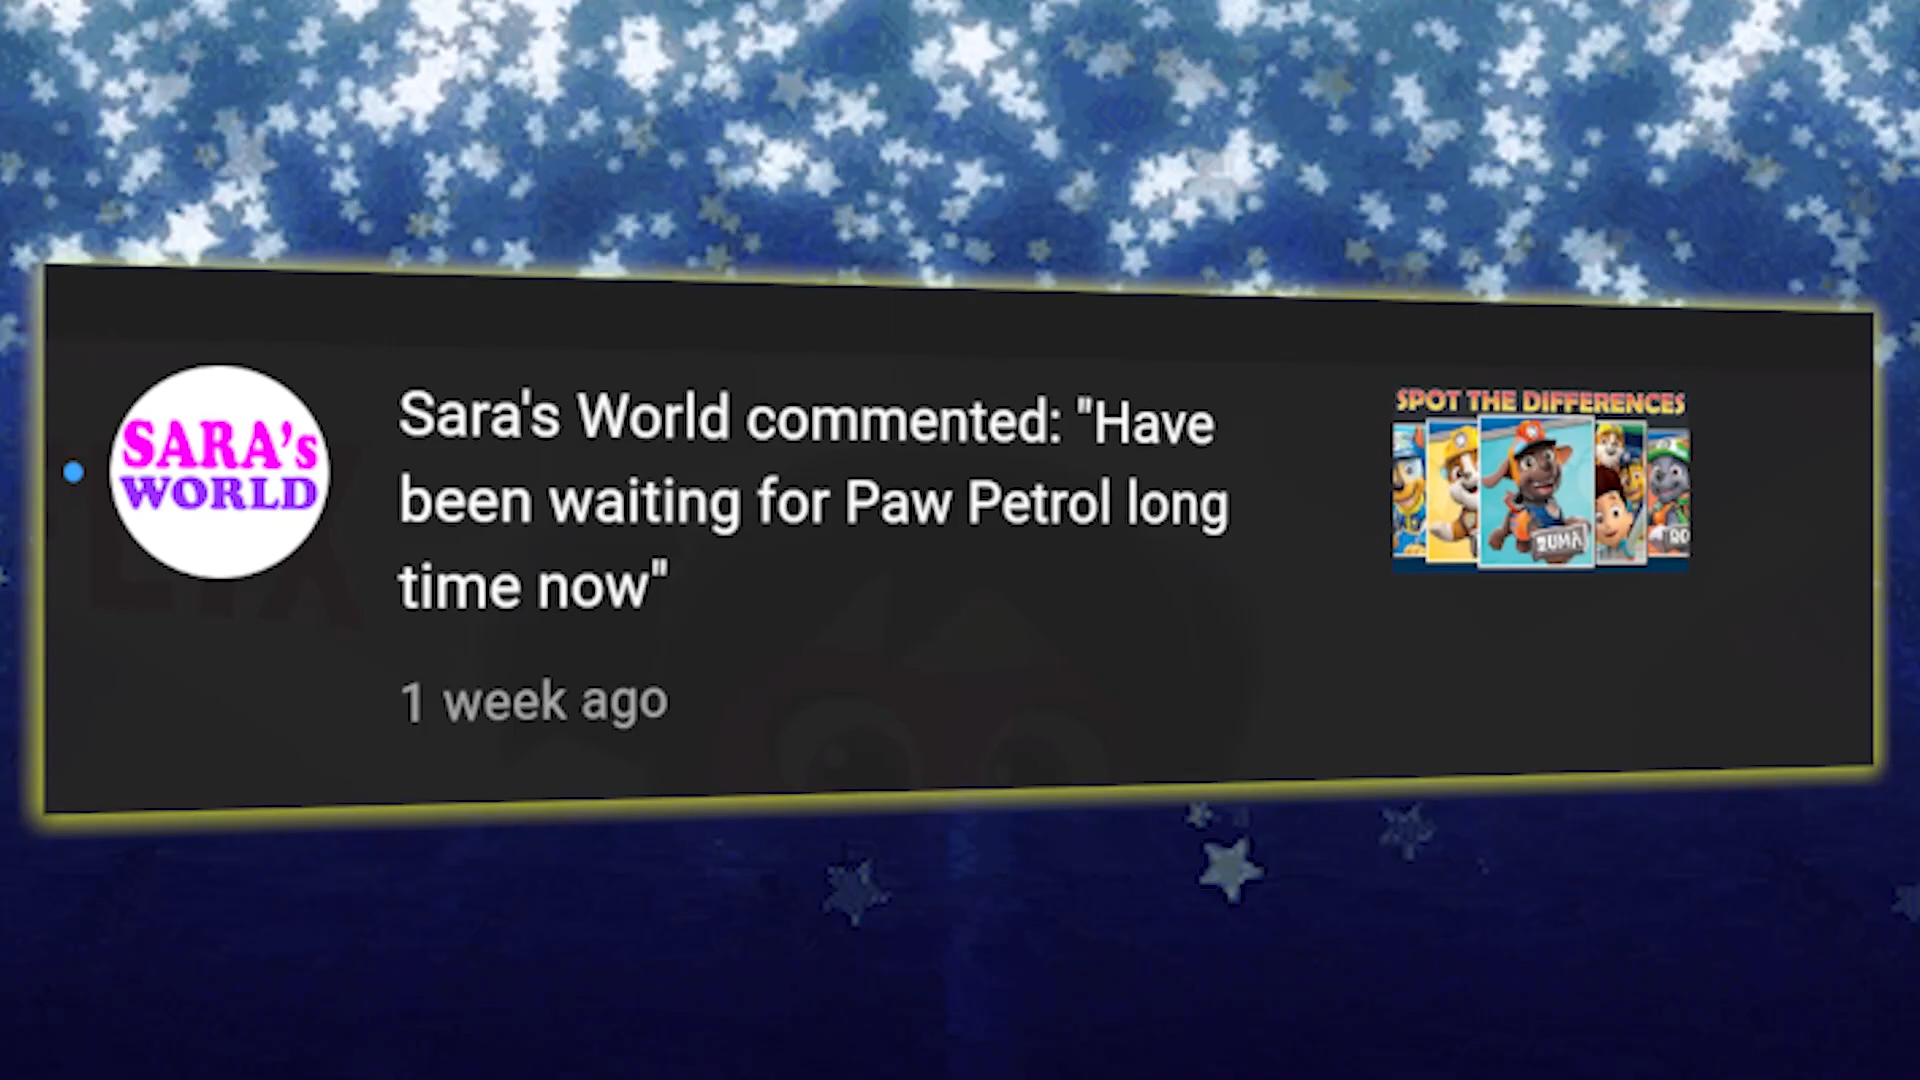 SARA's
WORLD
Sara's World commented: "Have
been waiting for Paw Petrol long
time now"
1 week ago
SPOT THE DIFFERENCES
ZUMA